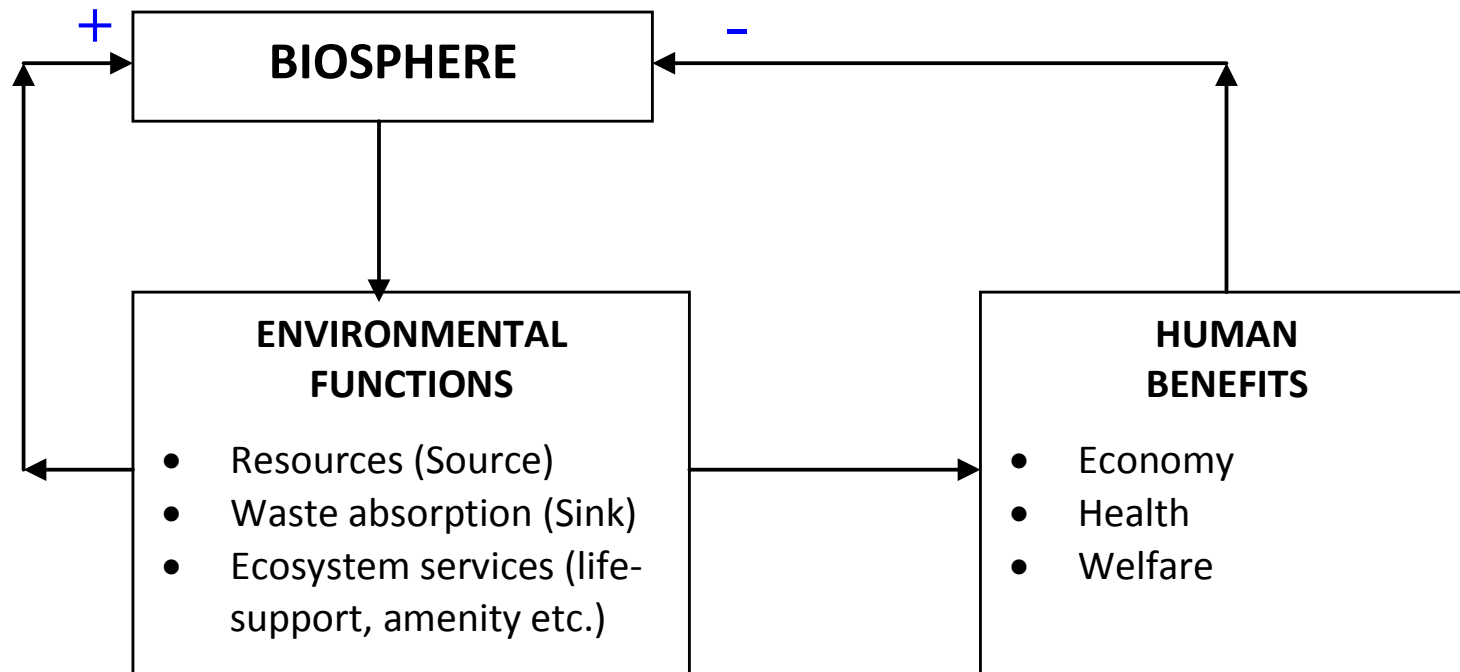 +
BIOSPHERE
-
ENVIRONMENTAL
FUNCTIONS
• Resources (Source)
• Waste absorption (Sink)
• Ecosystem services (life-
support, amenity etc.)
HUMAN
BENEFITS
• Economy
• Health
• Welfare